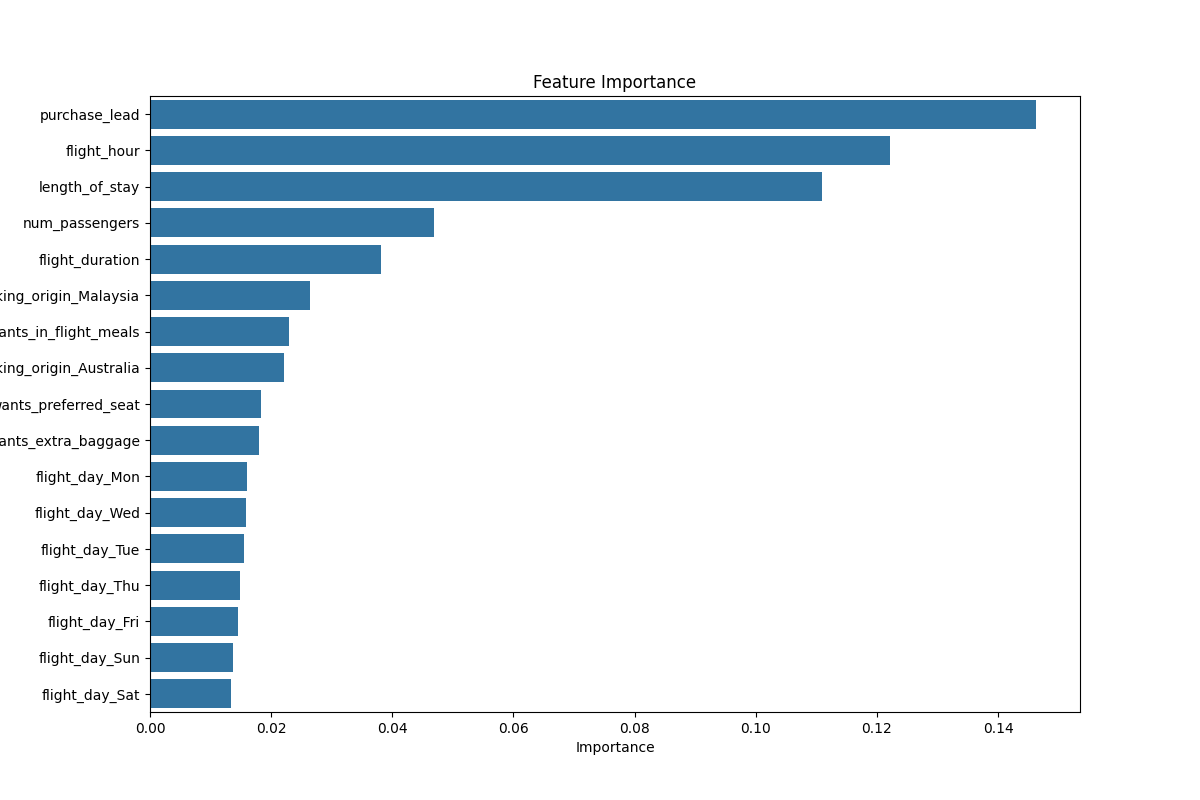 Feature Importance
purchase_lead
flight_hour
length_of_stay
num_passengers
flight_duration
king_origin_Malaysia
ants_in_flight_meals
king_origin_Australia
wants_preferred_seat
ants_extra_baggage
flight_day_Mon
flight_day_Wed
flight_day_Tue
flight_day_Thu
flight_day_Fri
flight_day_Sun
flight_day_Sat
0.00 0.02 0.04 0.06 0.08 0.10 0.12 0.14
Importance